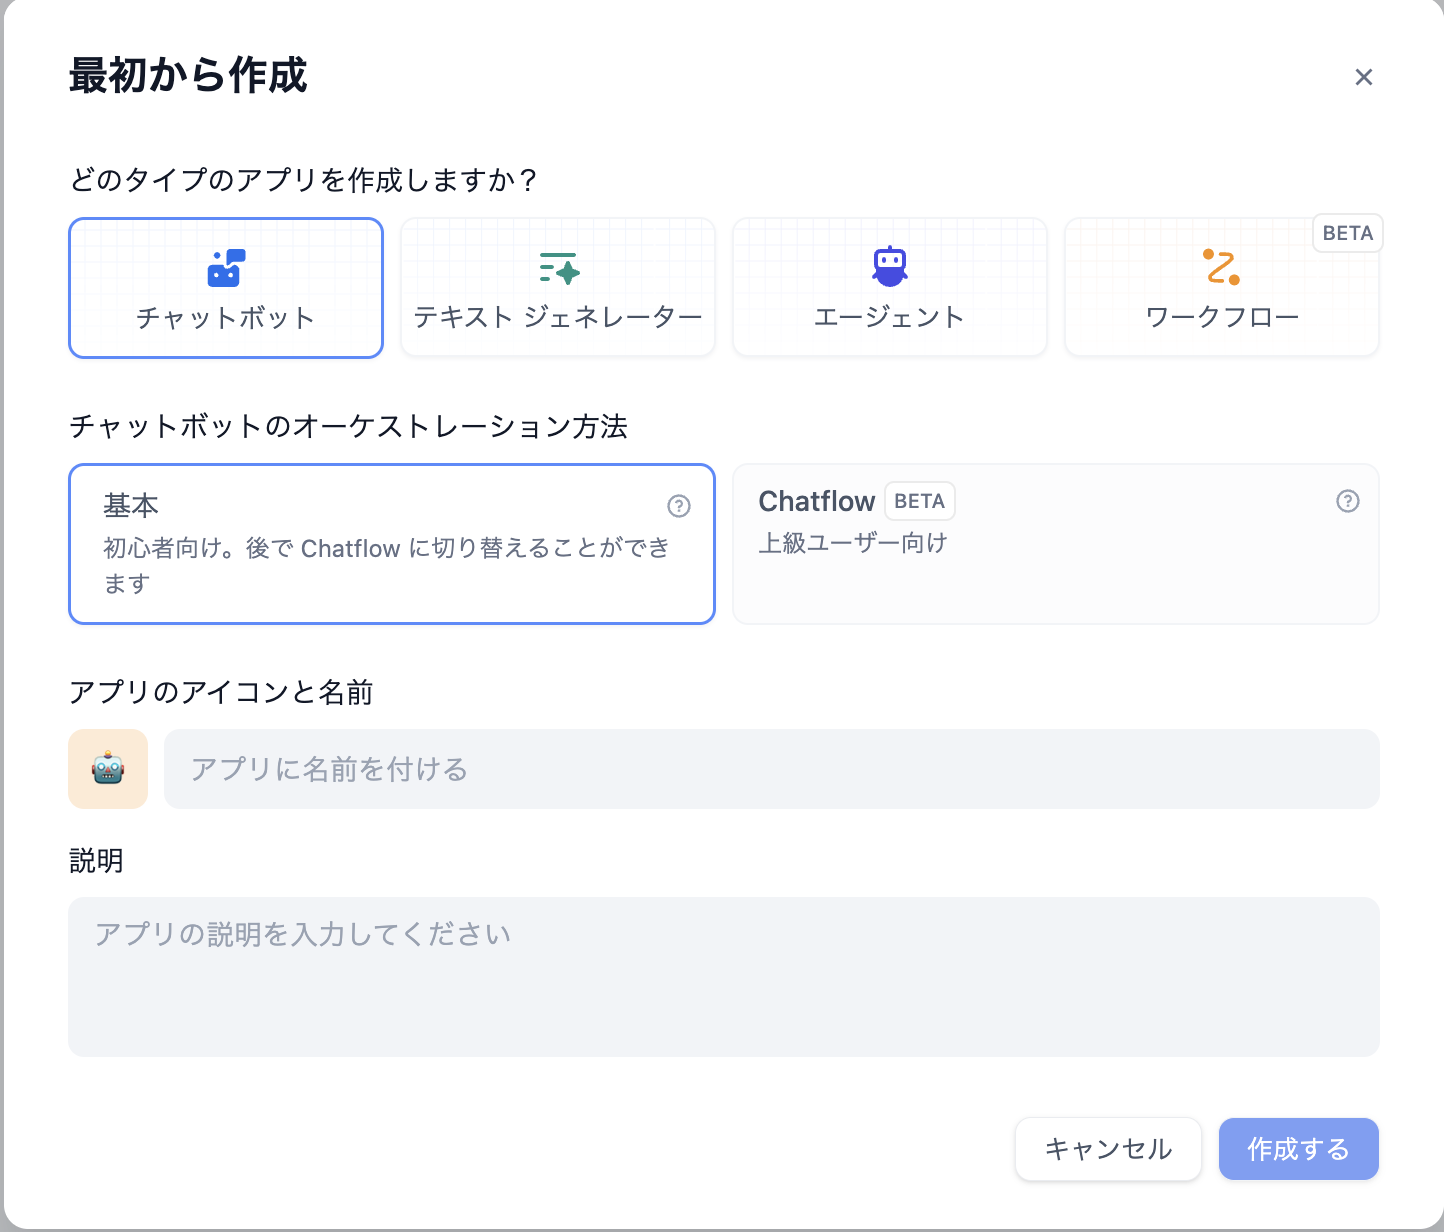 最初から作成
どのタイプのアプリを作成しますか？
BETA
チャットボット
テキスト ジェネレーター
エージェント
ワークフロー
チャットボットのオーケストレーション方法
基本
初心者向け。後で Chatflow に切り替えることができ
ます
Chatflow BETA
上級ユーザー向け
アプリのアイコンと名前
アプリに名前を付ける
説明
アプリの説明を入力してください
キャンセル
作成する